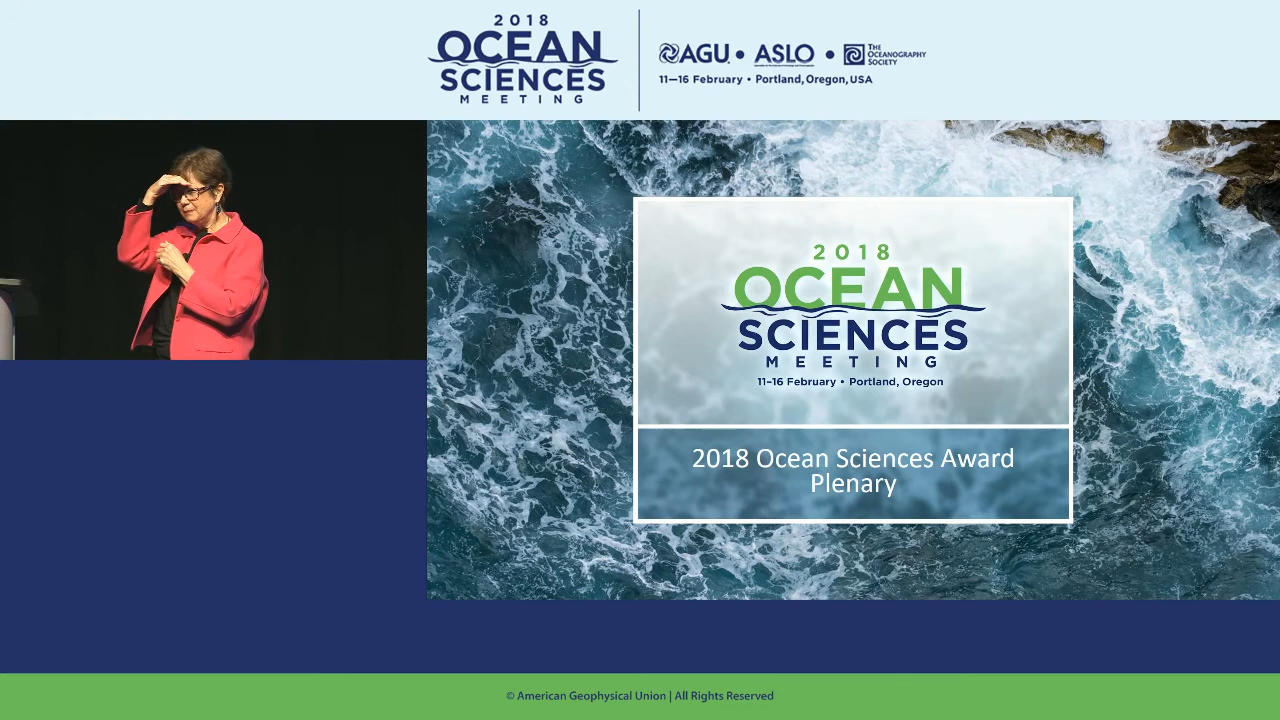 2018
OCEAN
SCIENCES
MEETING
AGU • ASLO • THE OCEANOGRAPHY SOCIETY
11—16 February • Portland, Oregon, USA
2018
OCEAN
SCIENCES
MEETING
11–16 February • Portland, Oregon
2018 Ocean Sciences Award
Plenary
© American Geophysical Union | All Rights Reserved